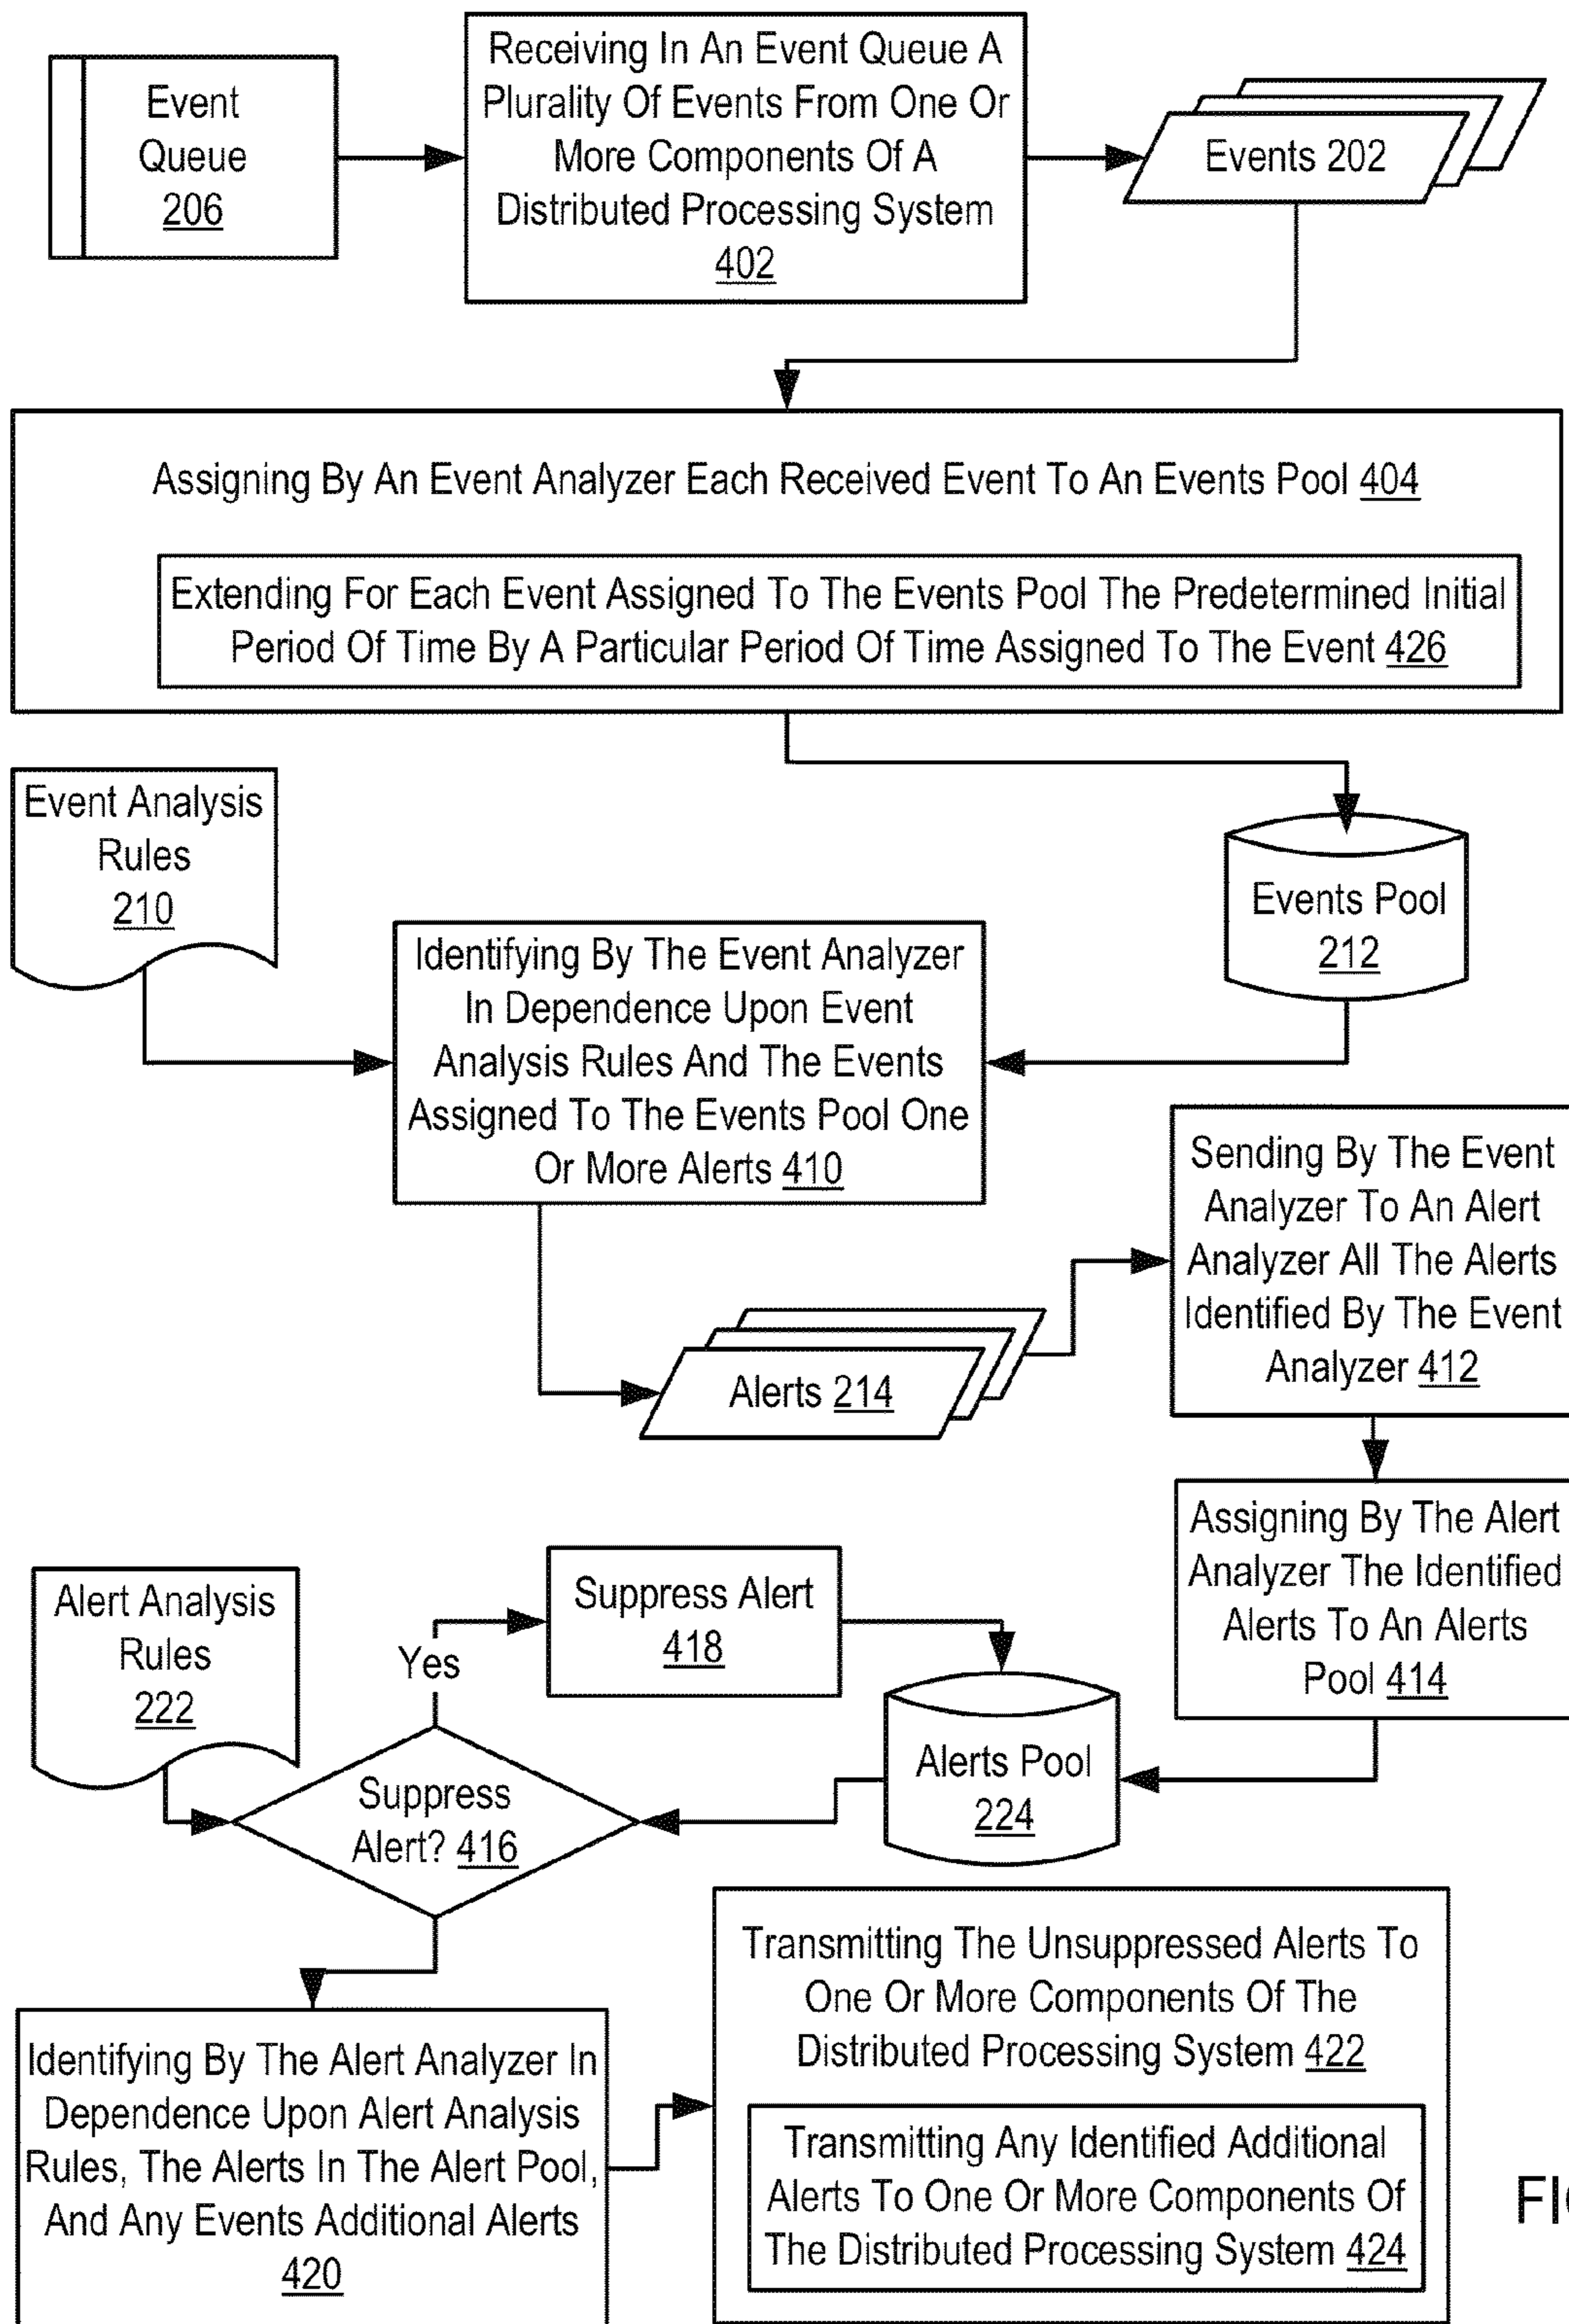 Event
Queue
206
Receiving In An Event Queue A
Plurality Of Events From One Or
More Components Of A
Distributed Processing System
402
Events 202
Assigning By An Event Analyzer Each Received Event To An Events Pool 404
Extending For Each Event Assigned To The Events Pool The Predetermined Initial
Period Of Time By A Particular Period Of Time Assigned To The Event 426
Event Analysis
Rules
210
Events Pool
212
Identifying By The Event Analyzer
In Dependence Upon Event
Analysis Rules And The Events
Assigned To The Events Pool One
Or More Alerts 410
Sending By The Event
Analyzer To An Alert
Analyzer All The Alerts
Identified By The Event
Analyzer 412
Alerts 214
Assigning By The Alert
Analyzer The Identified
Alerts To An Alerts
Pool 414
Suppress Alert
418
Alert Analysis
Rules
222
Yes
Alerts Pool
224
Suppress
Alert? 416
Transmitting The Unsuppressed Alerts To
One Or More Components Of The
Distributed Processing System 422
Identifying By The Alert Analyzer In
Dependence Upon Alert Analysis
Rules, The Alerts In The Alert Pool,
And Any Events Additional Alerts
420
Transmitting Any Identified Additional
Alerts To One Or More Components Of
The Distributed Processing System 424